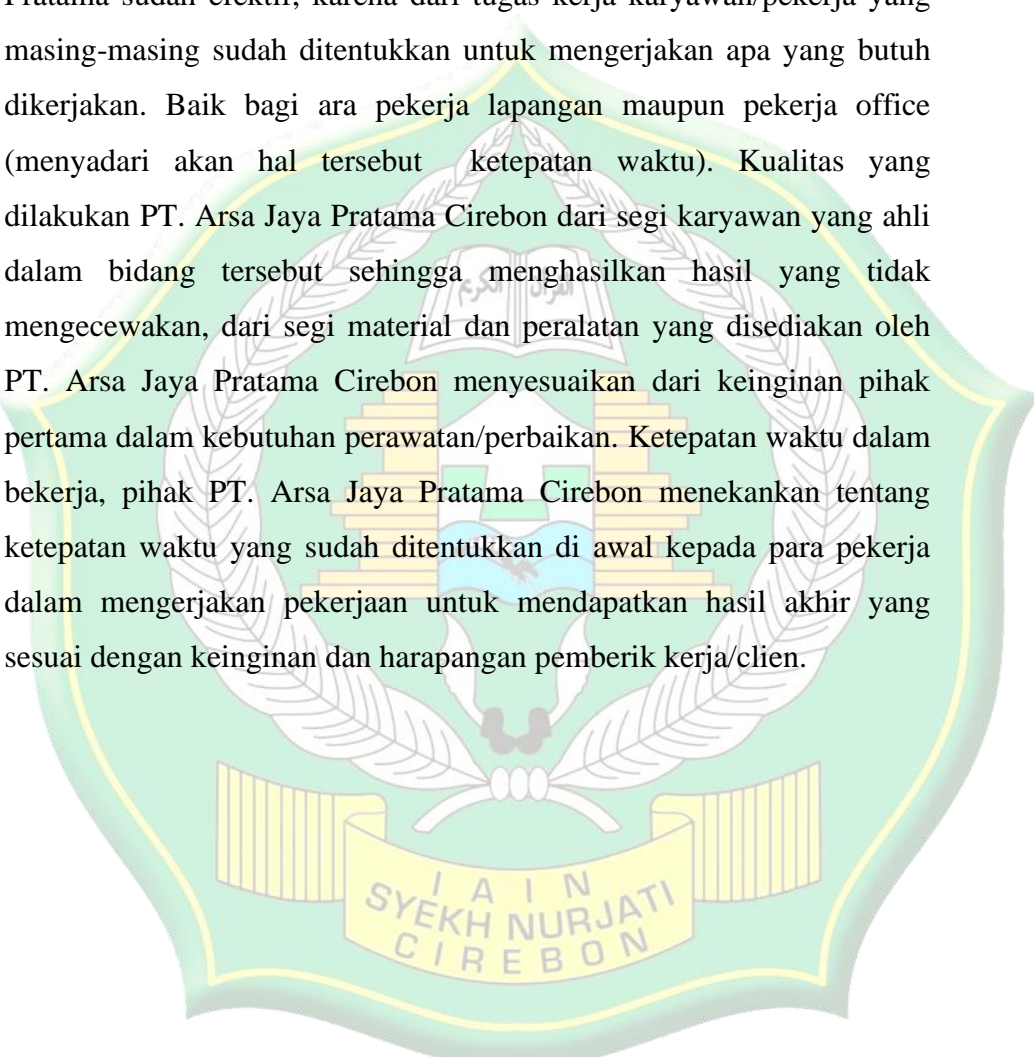 Pratama sudah efektif, karena dari tugas kerja karyawan/pekerja yang
masing-masing sudah ditentukkan untuk mengerjakan apa yang butuh
dikerjakan. Baik bagi ara pekerja lapangan maupun pekerja office
(menyadari akan hal tersebut ketepatan waktu). Kualitas yang
dilakukan PT. Arsa Jaya Pratama Cirebon dari segi karyawan yang ahli
dalam bidang tersebut sehingga menghasilkan hasil yang tidak
mengecewakan, dari segi material dan peralatan yang disediakan oleh
PT. Arsa Jaya Pratama Cirebon menyesuaikan dari keinginan pihak
pertama dalam kebutuhan perawatan/perbaikan. Ketepatan waktu dalam
bekerja, pihak PT. Arsa Jaya Pratama Cirebon menekankan tentang
ketepatan waktu yang sudah ditentukkan di awal kepada para pekerja
dalam mengerjakan pekerjaan untuk mendapatkan hasil akhir yang
sesuai dengan keinginan dan harapangan pemberik kerja/clien.
القرآن الكريم
IAIN
SYEKH NURJATI
CIREBON